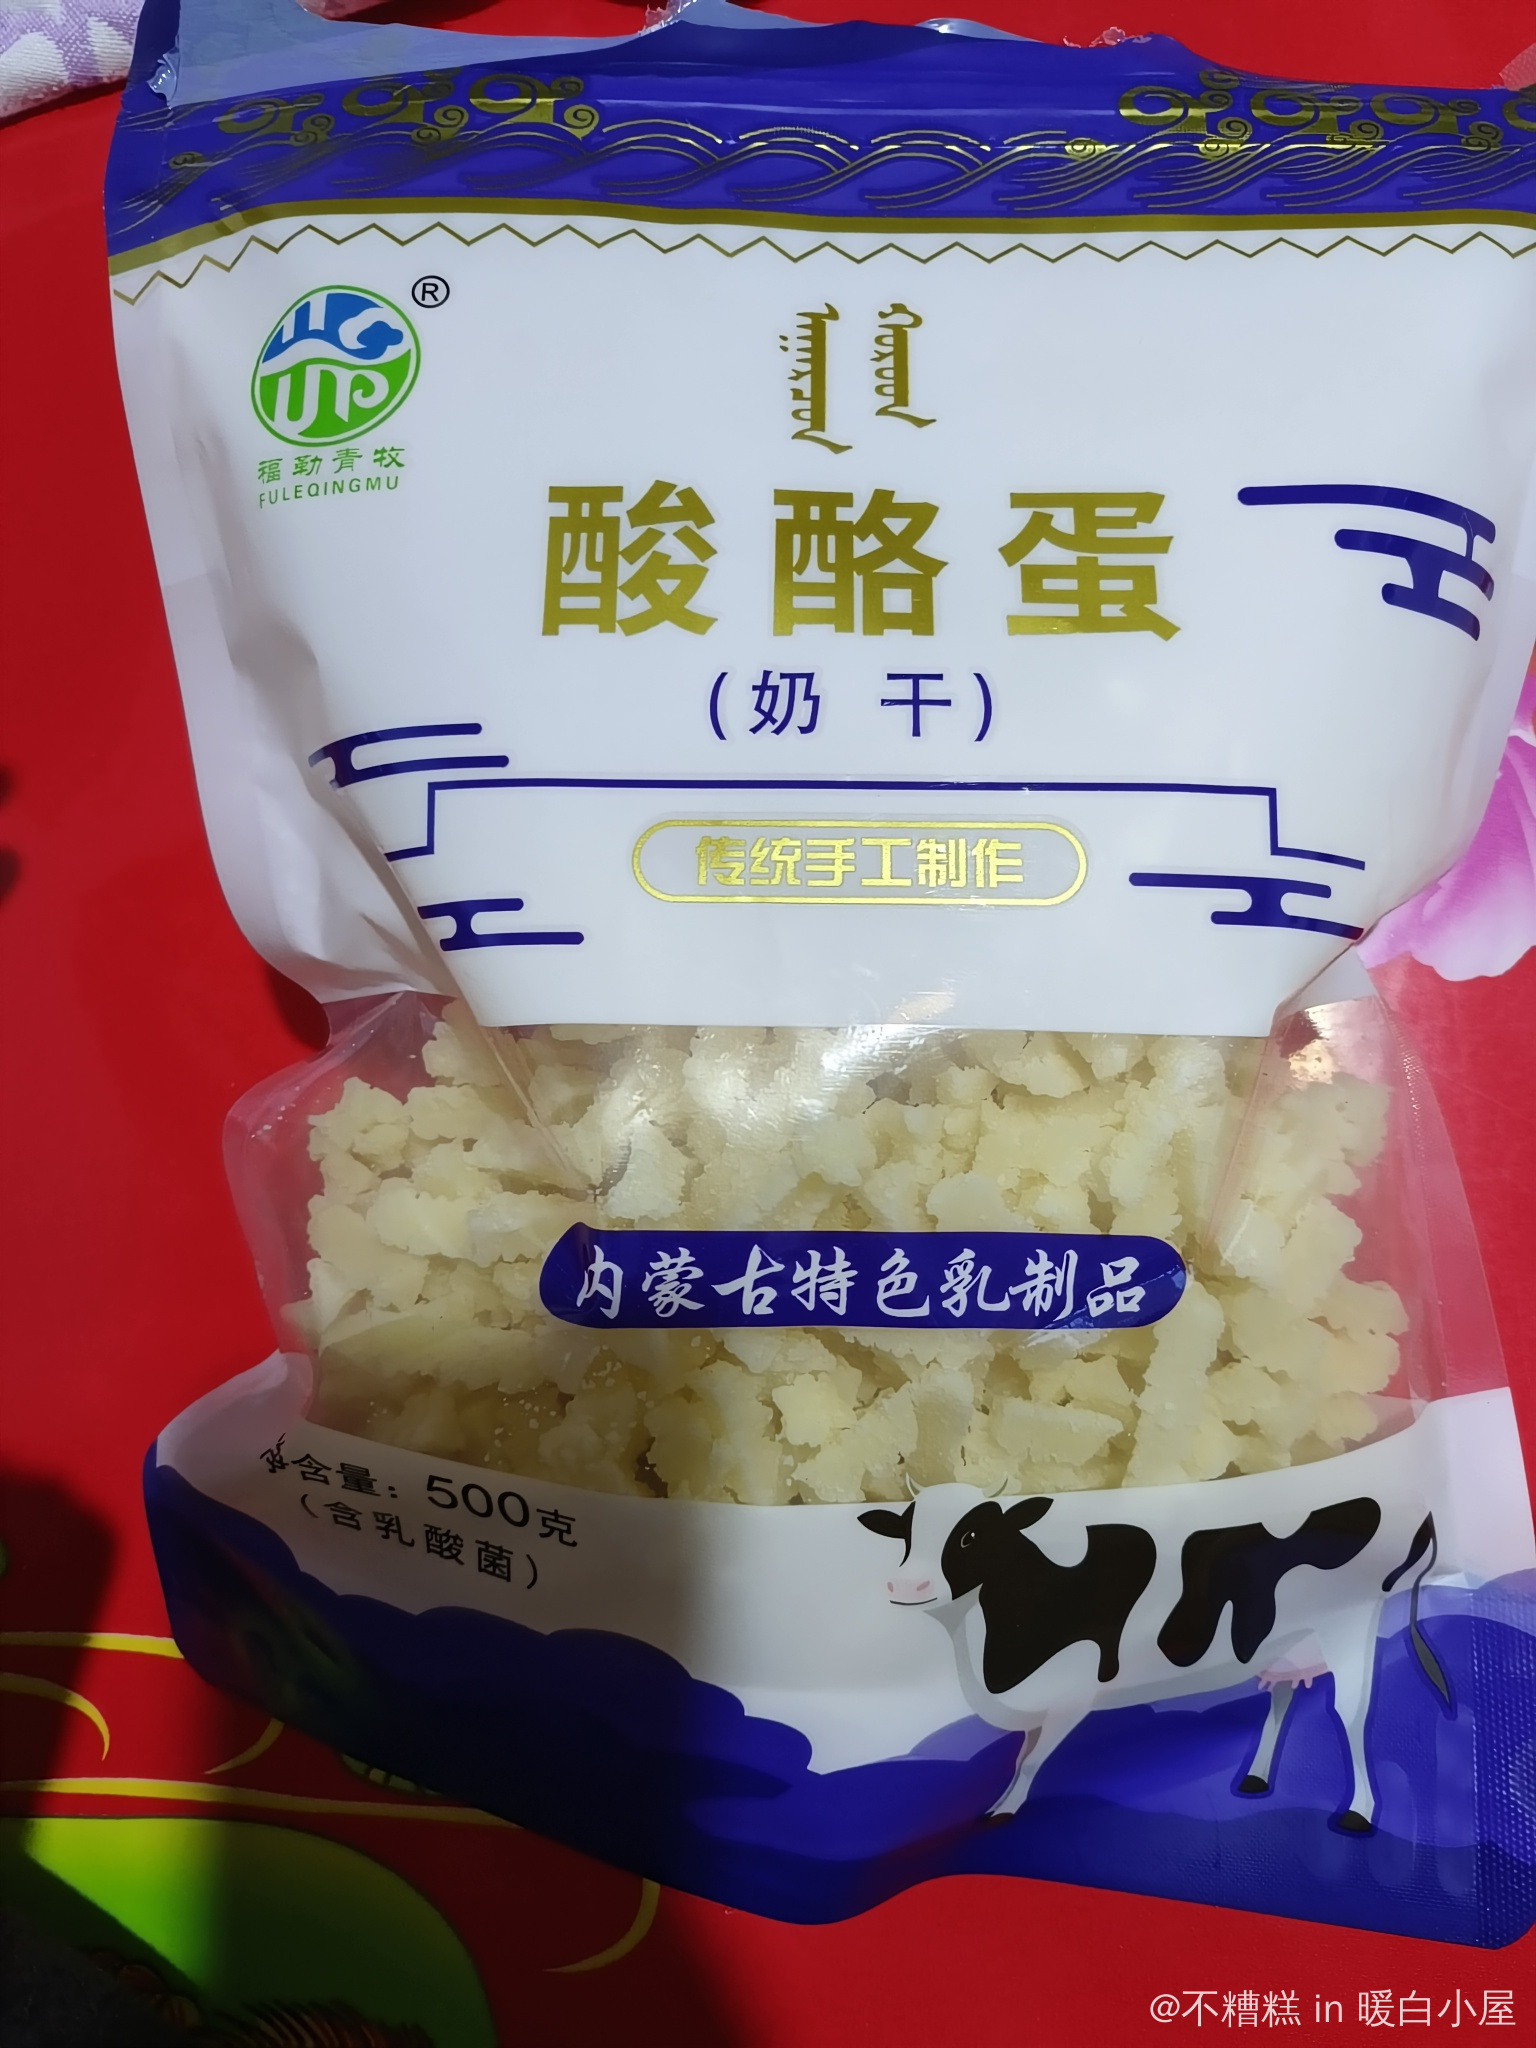 ®
福勒青牧
FULEQINGMU
酸酪蛋
(奶 干)
传统手工制作
内蒙古特色乳制品
净含量：500克
（含乳酸菌）
@不糟糕 in 暖白小屋